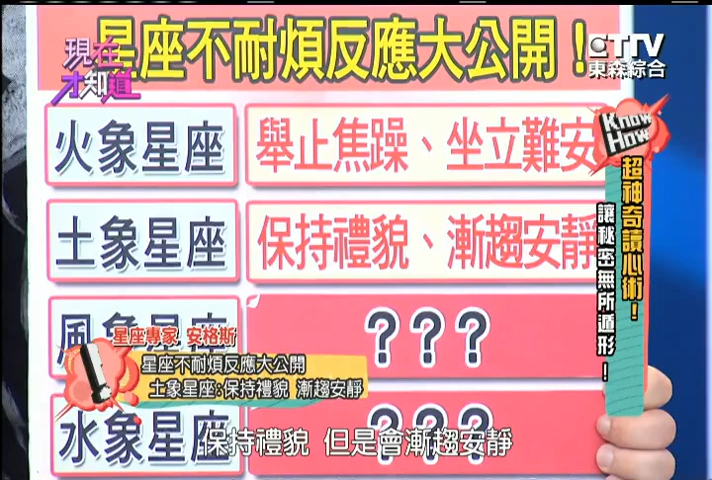 星座不耐煩反應大公開!
現在
才知道
ETTV
東森綜合
火象星座
舉止焦躁、坐立難安
土象星座
保持禮貌、漸趨安靜
風象星座
???
水象星座
???
Know
How
超神奇讀心術!
讓秘密無所遁形!
星座專家 安格斯
星座不耐煩反應大公開
土象星座:保持禮貌 漸趨安靜
保持禮貌 但是會漸趨安靜